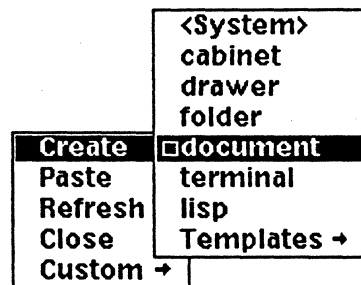 <System>
cabinet
drawer
folder
Create
□document
Paste
terminal
Refresh
lisp
Close
Templates →
Custom →